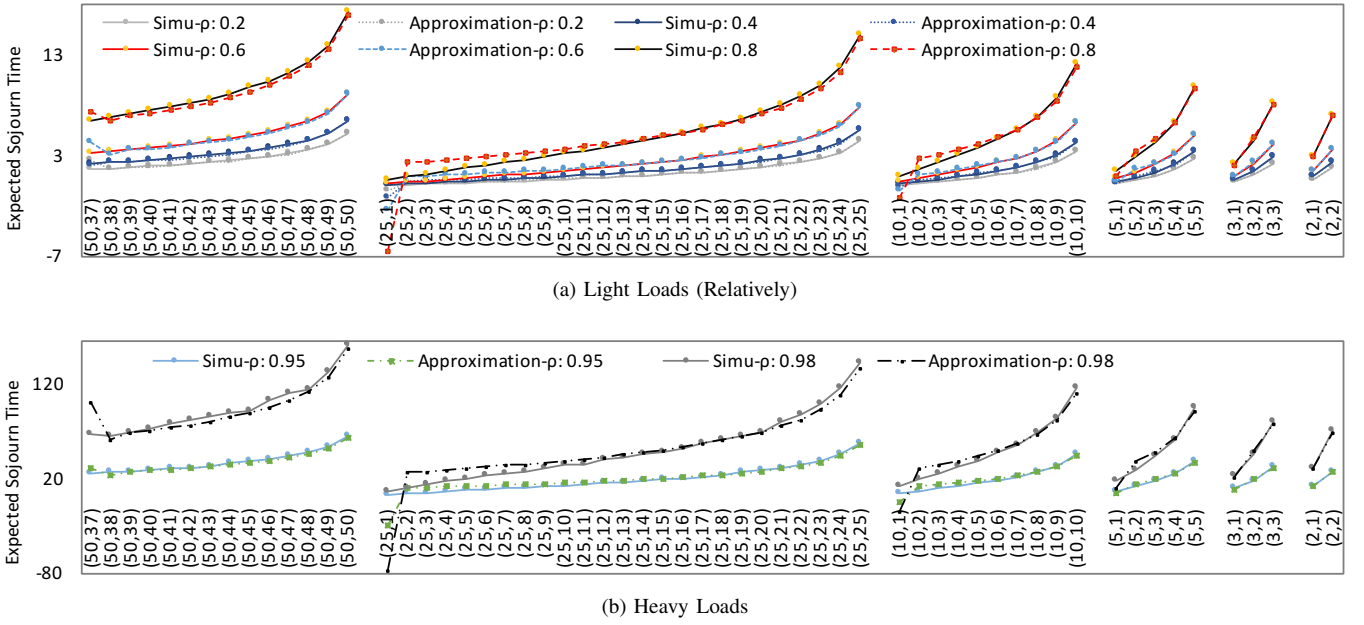 Simu-ρ: 0.2 Approximation-ρ: 0.2 Simu-ρ: 0.4 Approximation-ρ: 0.4
Simu-ρ: 0.6 Approximation-ρ: 0.6 Simu-ρ: 0.8 Approximation-ρ: 0.8
Expected Sojourn Time
13
3
-7
(50,37) (50,38) (50,39) (50,40) (50,41) (50,42) (50,43) (50,44) (50,45) (50,46) (50,47) (50,48) (50,49) (50,50) (25,1) (25,2) (25,3) (25,4) (25,5) (25,6) (25,7) (25,8) (25,9) (25,10) (25,11) (25,12) (25,13) (25,14) (25,15) (25,16) (25,17) (25,18) (25,19) (25,20) (25,21) (25,22) (25,23) (25,24) (25,25) (10,1) (10,2) (10,3) (10,4) (10,5) (10,6) (10,7) (10,8) (10,9) (10,10) (5,1) (5,2) (5,3) (5,4) (5,5) (3,1) (3,2) (3,3) (2,1) (2,2)
(a) Light Loads (Relatively)
Simu-ρ: 0.95 Approximation-ρ: 0.95 Simu-ρ: 0.98 Approximation-ρ: 0.98
Expected Sojourn Time
120
20
-80
(50,37) (50,38) (50,39) (50,40) (50,41) (50,42) (50,43) (50,44) (50,45) (50,46) (50,47) (50,48) (50,49) (50,50) (25,1) (25,2) (25,3) (25,4) (25,5) (25,6) (25,7) (25,8) (25,9) (25,10) (25,11) (25,12) (25,13) (25,14) (25,15) (25,16) (25,17) (25,18) (25,19) (25,20) (25,21) (25,22) (25,23) (25,24) (25,25) (10,1) (10,2) (10,3) (10,4) (10,5) (10,6) (10,7) (10,8) (10,9) (10,10) (5,1) (5,2) (5,3) (5,4) (5,5) (3,1) (3,2) (3,3) (2,1) (2,2)
(b) Heavy Loads